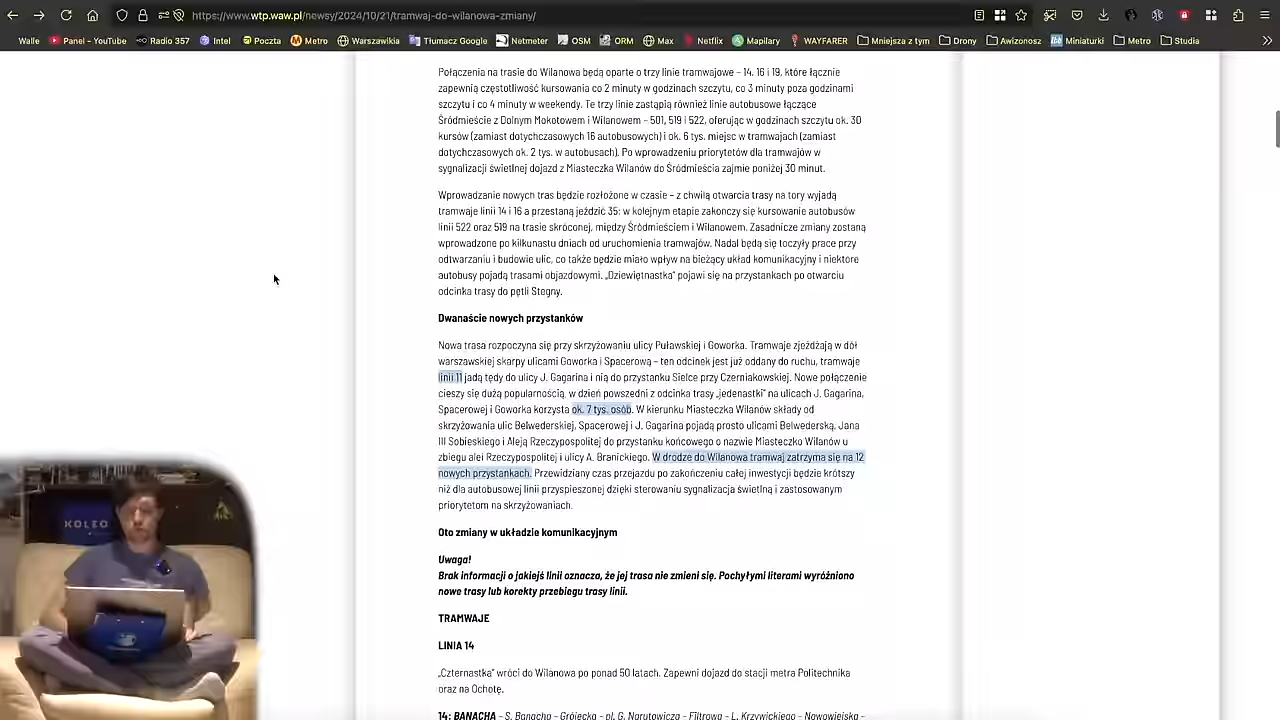 https://www.wtp.waw.pl/newsy/2024/10/21/tramwaj-do-wilanowa-zmiany/
Walle Panel - YouTube Radio 357 Intel Poczta Metro Warszawikia Tłumacz Google Netmeter OSM ORM Max Netflix Mapilary WAYFARER Mniejsza z tym Drony Awizonosz Miniaturki Metro Studia
Połączenia na trasie do Wilanowa będą oparte o trzy linie tramwajowe – 14, 16 i 19, które łącznie
zapewnią częstotliwość kursowania co 2 minuty w godzinach szczytu, co 3 minuty poza godzinami
szczytu i co 4 minuty w weekendy. Te trzy linie zastąpią również linie autobusowe łączące
Śródmieście z Dolnym Mokotowem i Wilanowem – 501, 519 i 522, oferując w godzinach szczytu ok. 30
kursów (zamiast dotychczasowych 16 autobusowych) i ok. 6 tys. miejsc w tramwajach (zamiast
dotychczasowych ok. 2 tys. w autobusach). Po wprowadzeniu priorytetów dla tramwajów w
sygnalizacji świetlnej dojazd z Miasteczka Wilanów do Śródmieścia zajmie poniżej 30 minut.
Wprowadzanie nowych tras będzie rozłożone w czasie – z chwilą otwarcia trasy na tory wyjadą
tramwaje linii 14 i 16 a przestaną jeździć 35; w kolejnym etapie zakończy się kursowanie autobusów
linii 522 oraz 519 na trasie skróconej, między Śródmieściem i Wilanowem. Zasadnicze zmiany zostaną
wprowadzone po kilkunastu dniach od uruchomienia tramwajów. Nadal będą się toczyły prace przy
odtwarzaniu i budowie ulic, co także będzie miało wpływ na bieżący układ komunikacyjny i niektóre
autobusy pojadą trasami objazdowymi. „Dziewiętnastka” pojawi się na przystankach po otwarciu
odcinka trasy do pętli Stegny.
Dwanaście nowych przystanków
Nowa trasa rozpoczyna się przy skrzyżowaniu ulicy Puławskiej i Goworka. Tramwaje zjeżdżają w dół
warszawskiej skarpy ulicami Goworka i Spacerową – ten odcinek jest już oddany do ruchu, tramwaje
linii 11 jadą tędy do ulicy J. Gagarina i nią do przystanku Sielce przy Czerniakowskiej. Nowe połączenie
cieszy się dużą popularnością, w dzień powszedni z odcinka trasy „jedenastki” na ulicach J. Gagarina,
Spacerowej i Goworka korzysta ok. 7 tys. osób. W kierunku Miasteczka Wilanów składy od
skrzyżowania ulic Belwederskiej, Spacerowej i J. Gagarina pojadą prosto ulicami Belwederską, Jana
III Sobieskiego i Aleją Rzeczypospolitej do przystanku końcowego o nazwie Miasteczko Wilanów u
zbiegu alei Rzeczypospolitej i ulicy A. Branickiego. W drodze do Wilanowa tramwaj zatrzyma się na 12
nowych przystankach. Przewidziany czas przejazdu po zakończeniu całej inwestycji będzie krótszy
niż dla autobusowej linii przyspieszonej dzięki sterowaniu sygnalizacją świetlną i zastosowanym
priorytetom na skrzyżowaniach.
Oto zmiany w układzie komunikacyjnym
Uwaga!
Brak informacji o jakiejś linii oznacza, że jej trasa nie zmieni się. Pochyłymi literami wyróżniono
nowe trasy lub korekty przebiegu trasy linii.
TRAMWAJE
LINIA 14
„Czternastka” wróci do Wilanowa po ponad 50 latach. Zapewni dojazd do stacji metra Politechnika
oraz na Ochotę.
14: BANACHA – S. Banacha – Grójecka – pl. G. Narutowicza – Filtrowa – L. Krzywickiego – Nowowiejska –
KOLEO